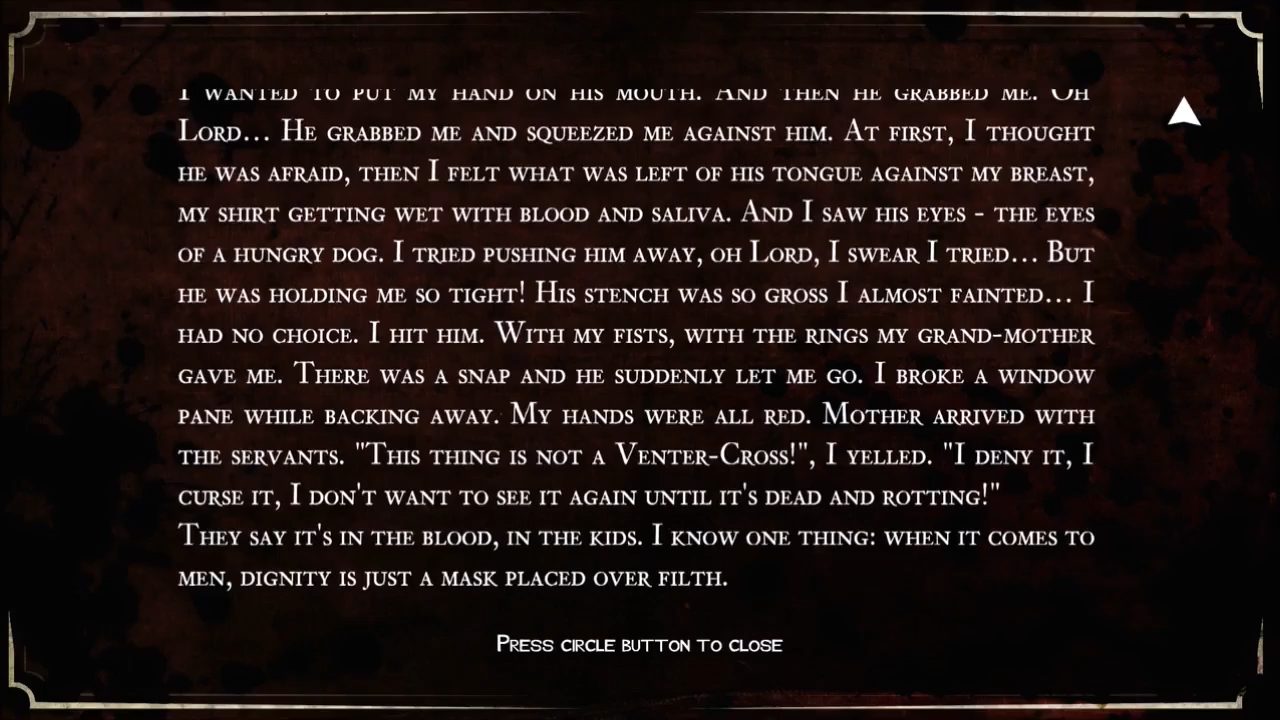 I WANTED TO PUT MY HAND ON HIS MOUTH. AND THEN HE GRABBED ME. OH
LORD... HE GRABBED ME AND SQUEEZED ME AGAINST HIM. AT FIRST, I THOUGHT
HE WAS AFRAID, THEN I FELT WHAT WAS LEFT OF HIS TONGUE AGAINST MY BREAST,
MY SHIRT GETTING WET WITH BLOOD AND SALIVA. AND I SAW HIS EYES - THE EYES
OF A HUNGRY DOG. I TRIED PUSHING HIM AWAY, OH LORD, I SWEAR I TRIED... BUT
HE WAS HOLDING ME SO TIGHT! HIS STENCH WAS SO GROSS I ALMOST FAINTED... I
HAD NO CHOICE. I HIT HIM. WITH MY FISTS, WITH THE RINGS MY GRAND-MOTHER
GAVE ME. THERE WAS A SNAP AND HE SUDDENLY LET ME GO. I BROKE A WINDOW
PANE WHILE BACKING AWAY. MY HANDS WERE ALL RED. MOTHER ARRIVED WITH
THE SERVANTS. "THIS THING IS NOT A VENTER-CROSS!", I YELLED. "I DENY IT, I
CURSE IT, I DON'T WANT TO SEE IT AGAIN UNTIL IT'S DEAD AND ROTTING!"
THEY SAY IT'S IN THE BLOOD, IN THE KIDS. I KNOW ONE THING: WHEN IT COMES TO
MEN, DIGNITY IS JUST A MASK PLACED OVER FILTH.
PRESS CIRCLE BUTTON TO CLOSE